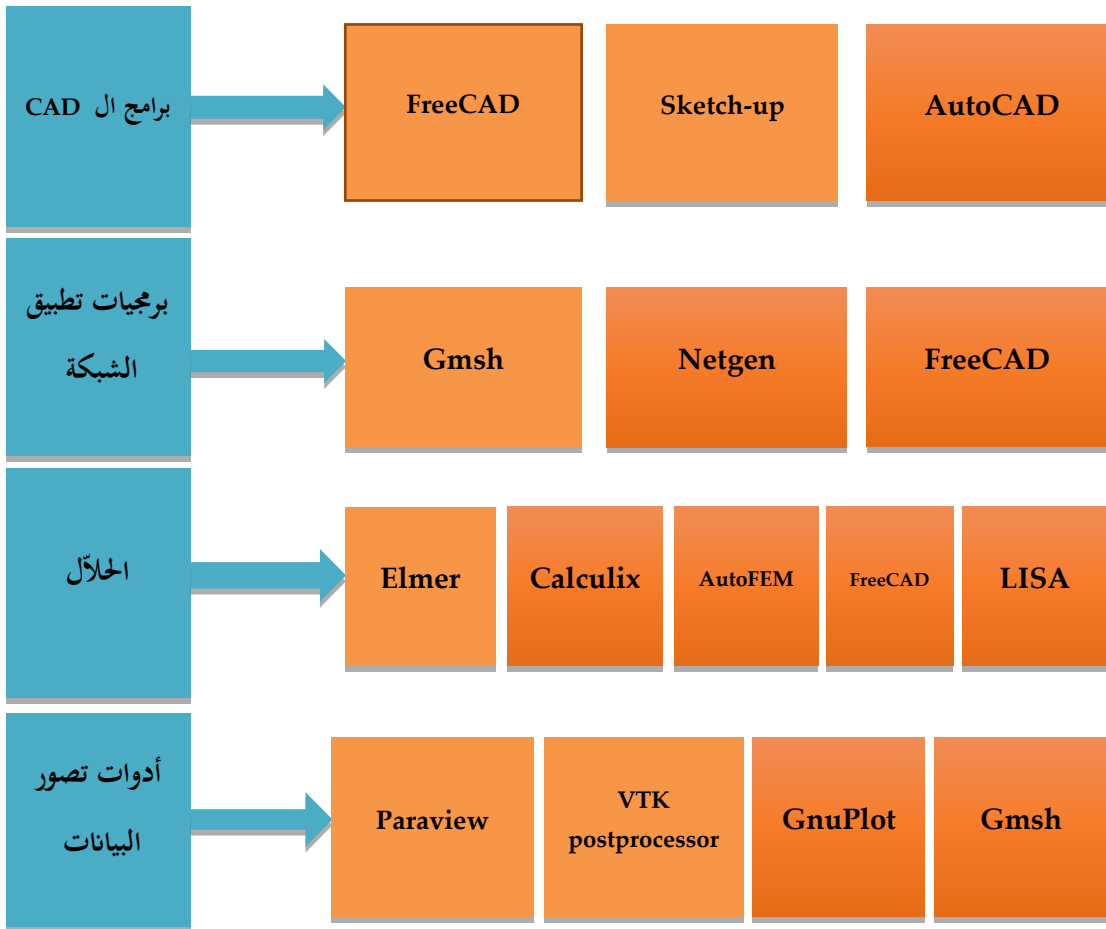 برامج ال CAD
FreeCAD
Sketch-up
AutoCAD
برمجيات تطبيق
الشبكة
Gmsh
Netgen
FreeCAD
الحلاّل
Elmer
Calculix
AutoFEM
FreeCAD
LISA
أدوات تصور
البيانات
Paraview
VTK
postprocessor
GnuPlot
Gmsh